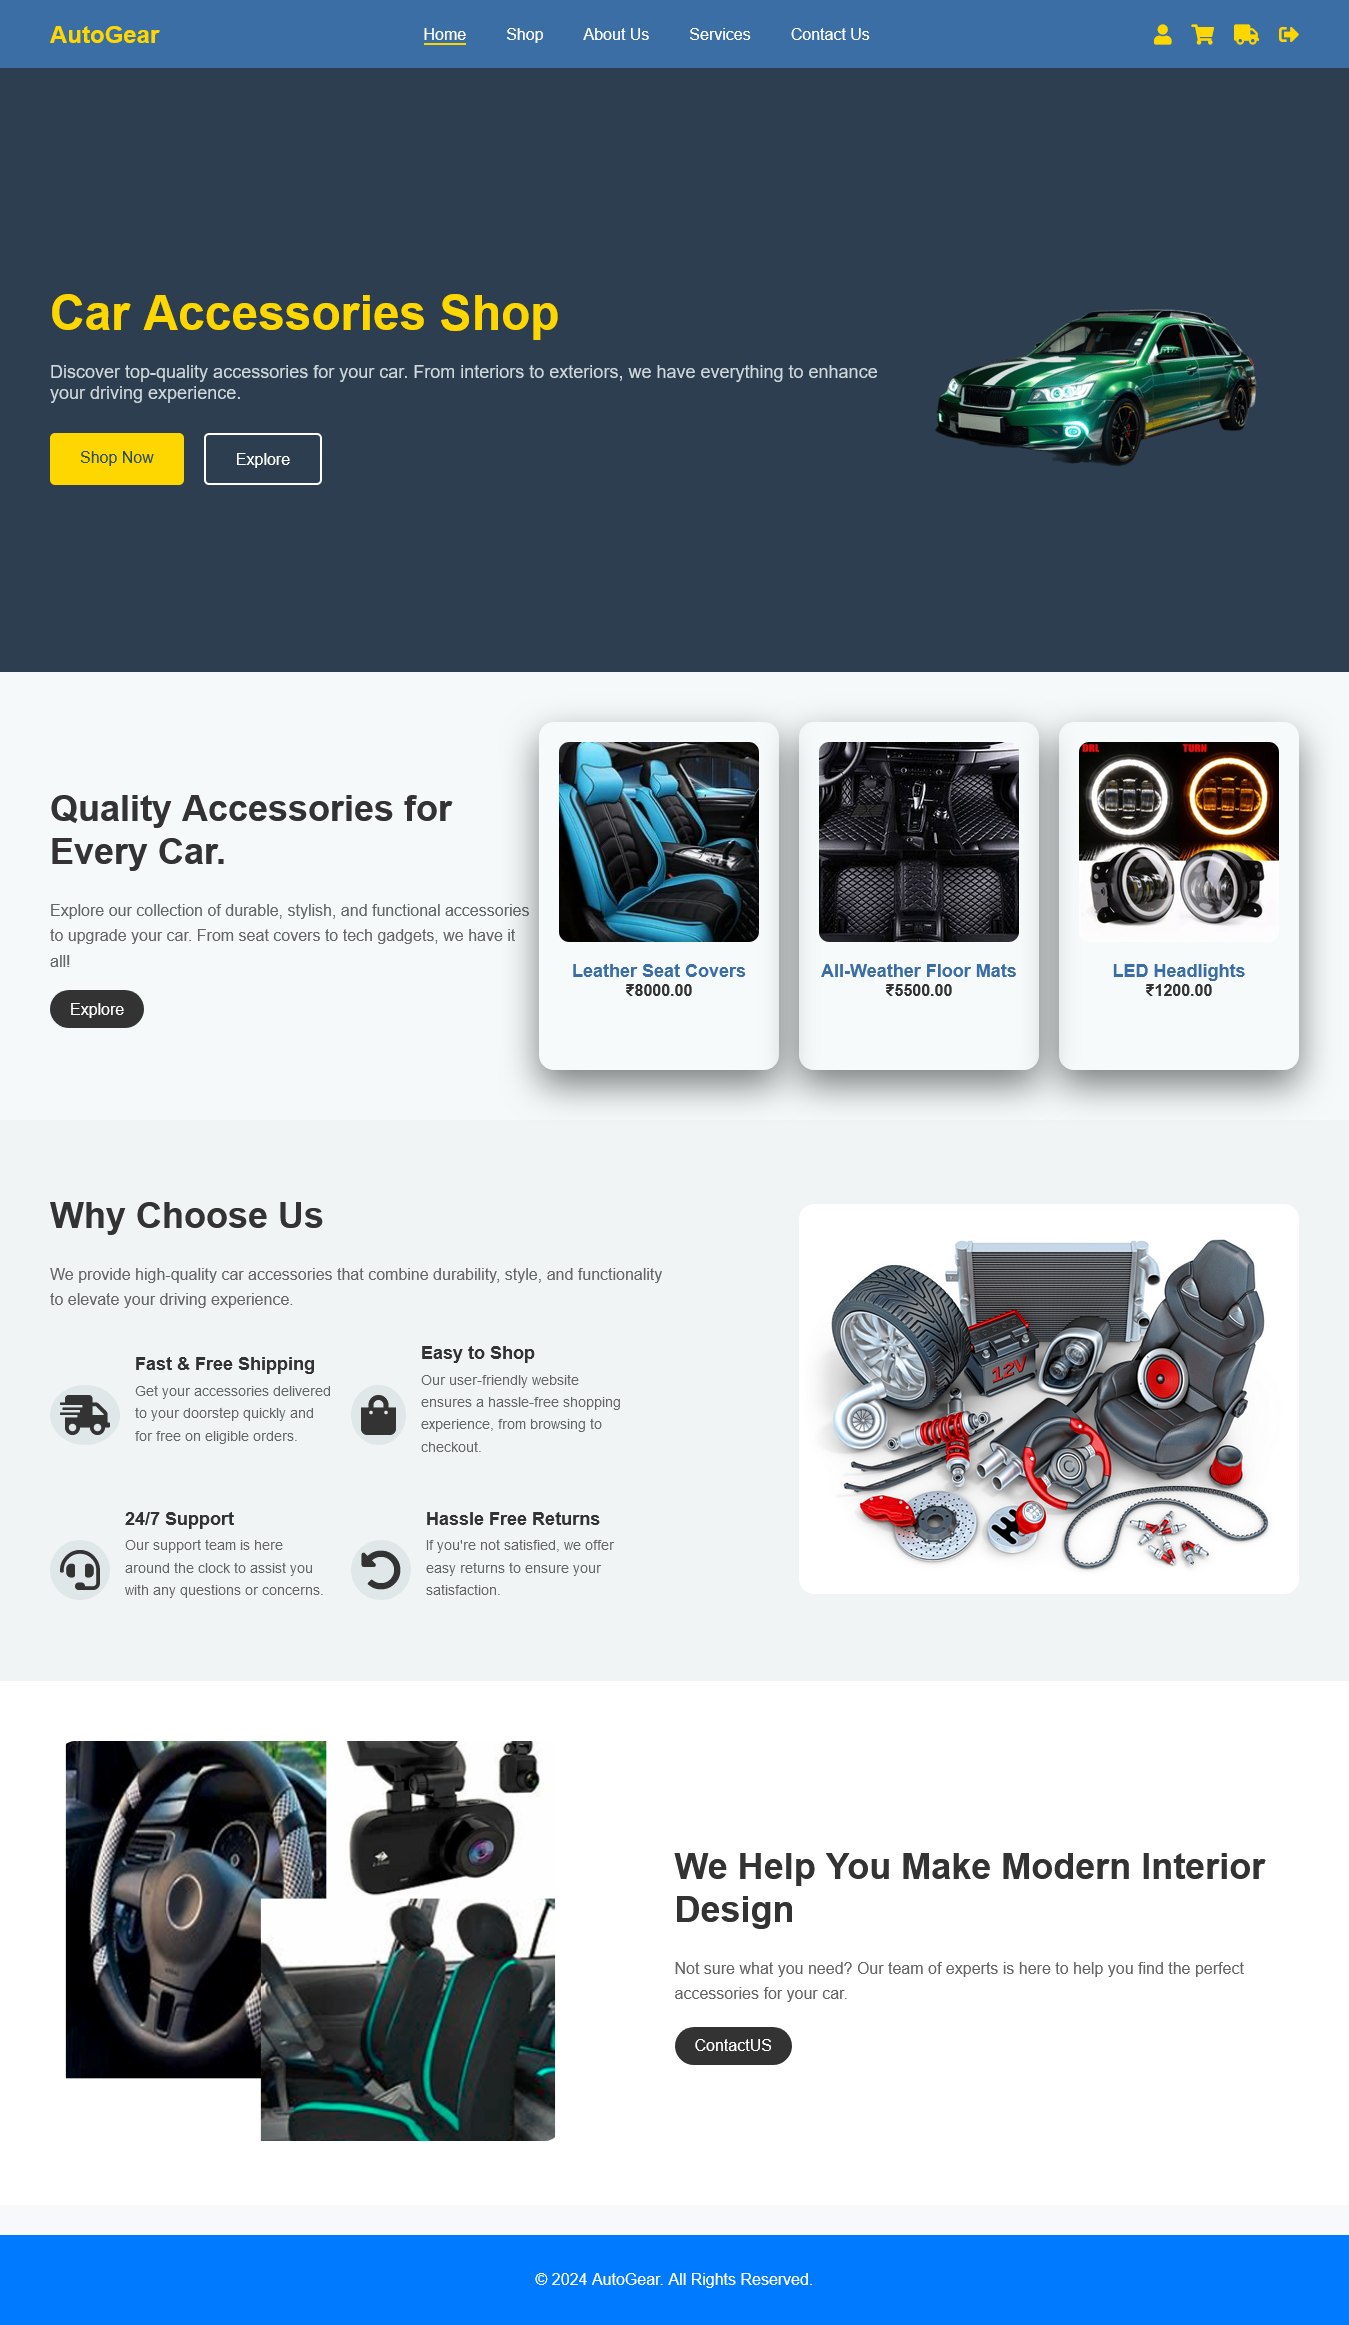 AutoGear
Home
Shop
About Us
Services
Contact Us
Car Accessories Shop
Discover top-quality accessories for your car. From interiors to exteriors, we have everything to enhance
your driving experience.
Shop Now
Explore
Quality Accessories for
Every Car.
Explore our collection of durable, stylish, and functional accessories
to upgrade your car. From seat covers to tech gadgets, we have it
all!
Explore
Leather Seat Covers
₹8000.00
All-Weather Floor Mats
₹5500.00
DRL
TURN
LED Headlights
₹1200.00
Why Choose Us
We provide high-quality car accessories that combine durability, style, and functionality
to elevate your driving experience.
Fast & Free Shipping
Get your accessories delivered
to your doorstep quickly and
for free on eligible orders.
Easy to Shop
Our user-friendly website
ensures a hassle-free shopping
experience, from browsing to
checkout.
24/7 Support
Our support team is here
around the clock to assist you
with any questions or concerns.
Hassle Free Returns
If you're not satisfied, we offer
easy returns to ensure your
satisfaction.
12V
We Help You Make Modern Interior
Design
Not sure what you need? Our team of experts is here to help you find the perfect
accessories for your car.
ContactUS
© 2024 AutoGear. All Rights Reserved.